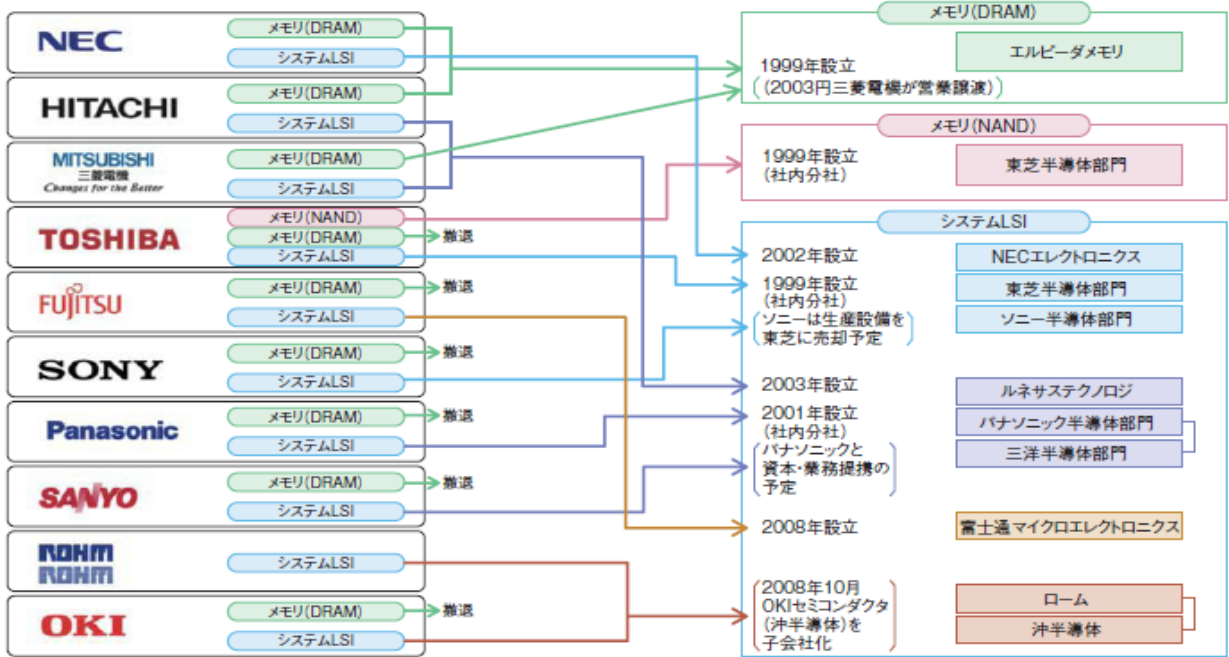 NEC
メモリ(DRAM)
システムLSI
HITACHI
メモリ(DRAM)
システムLSI
MITSUBISHI
三菱電機
Changes for the Better
メモリ(DRAM)
システムLSI
TOSHIBA
メモリ(NAND)
メモリ(DRAM)
撤退
システムLSI
FUJITSU
メモリ(DRAM)
撤退
システムLSI
SONY
メモリ(DRAM)
撤退
システムLSI
Panasonic
メモリ(DRAM)
撤退
システムLSI
SANYO
メモリ(DRAM)
撤退
システムLSI
ROHM
ROHM
システムLSI
OKI
メモリ(DRAM)
撤退
システムLSI
メモリ(DRAM)
1999年設立
(2003円三菱電機が営業譲渡)
エルピーダメモリ
メモリ(NAND)
1999年設立
(社内分社)
東芝半導体部門
システムLSI
2002年設立
NECエレクトロニクス
1999年設立
(社内分社)
東芝半導体部門
ソニーは生産設備を
東芝に売却予定
ソニー半導体部門
2003年設立
ルネサステクノロジ
2001年設立
(社内分社)
パナソニック半導体部門
パナソニックと
資本・業務提携の
予定
三洋半導体部門
2008年設立
富士通マイクロエレクトロニクス
2008年10月
OKIセミコンダクタ
(沖半導体)を
子会社化
ローム
沖半導体